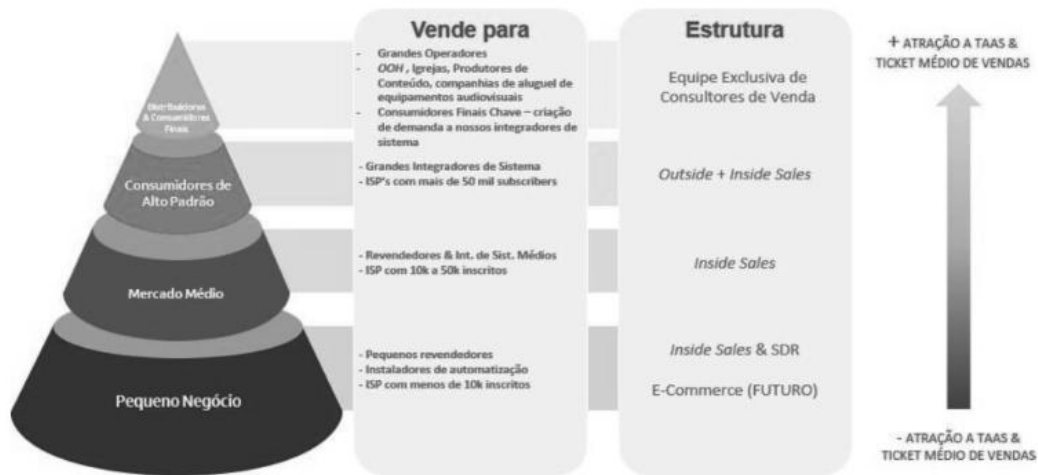 Vende para
Estrutura
+ ATRAÇÃO A TAAS &
TICKET MÉDIO DE VENDAS
Distribuidores
& Consumidores
Finais
- Grandes Operadores
- OOH , Igrejas, Produtores de
Conteúdo, companhias de aluguel de
equipamentos audiovisuais
- Consumidores Finais Chave – criação
de demanda a nossos integradores de
sistema
Equipe Exclusiva de
Consultores de Venda
Consumidores de
Alto Padrão
- Grandes Integradores de Sistema
- ISP's com mais de 50 mil subscribers
Outside + Inside Sales
Mercado Médio
- Revendedores & Int. de Sist. Médios
- ISP com 10k a 50k inscritos
Inside Sales
Pequeno Negócio
- Pequenos revendedores
- Instaladores de automatização
- ISP com menos de 10k inscritos
Inside Sales & SDR
E-Commerce (FUTURO)
- ATRAÇÃO A TAAS &
TICKET MÉDIO DE VENDAS